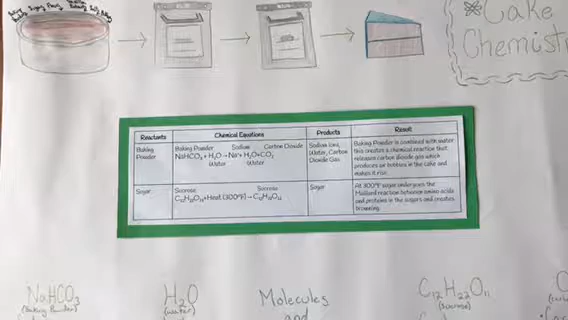 Cake
Chemist
Reactants
Chemical Equations
Products
Result
Baking Powder Sodium Carbon Dioxide
NaHCO₃ + H₂O → Na⁺ + H₂O + CO₂
Water Water
Baking
Powder
Sodium Ions,
Water, Carbon
Dioxide Gas
Baking Powder is combined with water
this creates a chemical reaction that
releases carbon dioxide gas which
produces air bubbles in the cake and
makes it rise.
Sugar
Sucrose Sucrose
C₁₂H₂₂O₁₁+Heat (300°F) → C₁₂H₂₂O₁₁
Sugar
At 300°F sugar undergoes the
Maillard reaction between amino acids
and proteins in the sugars and creates
browning.
NaHCO₃
(Baking Powder)
H₂O
(water)
Molecules
and
C₁₂H₂₂O₁₁
(sucrose)